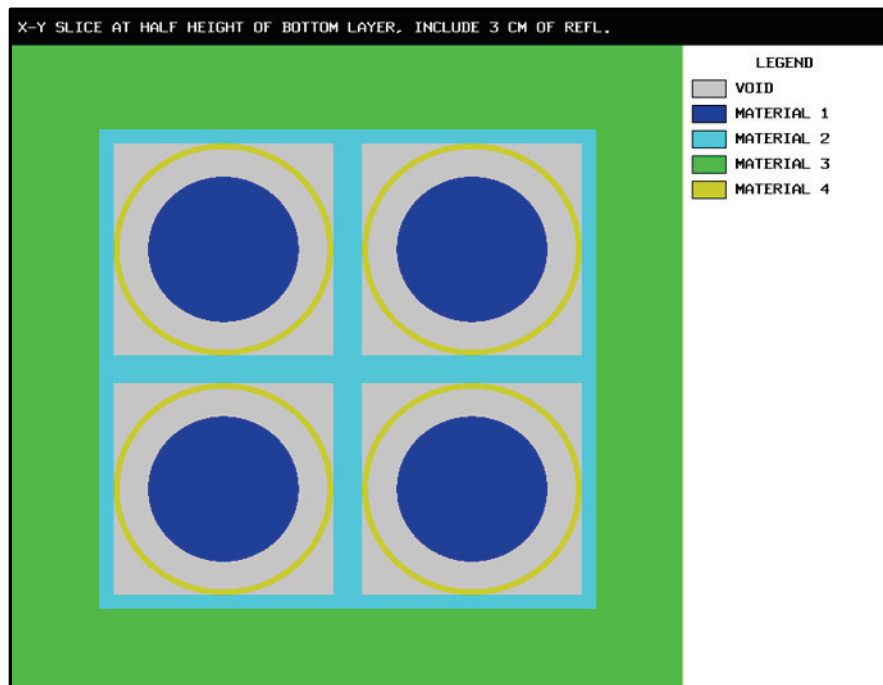 X-Y SLICE AT HALF HEIGHT OF BOTTOM LAYER, INCLUDE 3 CM OF REFL.
LEGEND
VOID
MATERIAL 1
MATERIAL 2
MATERIAL 3
MATERIAL 4